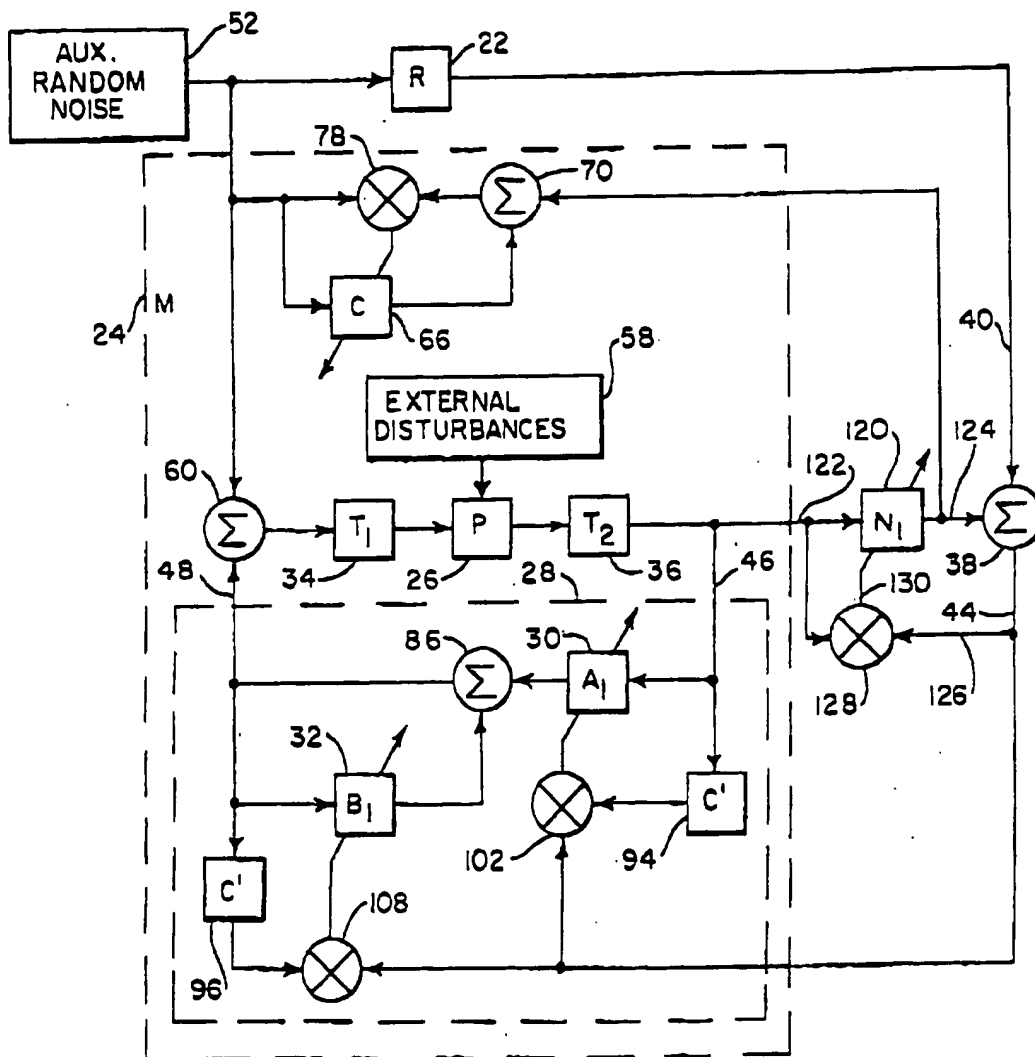 52
AUX.
RANDOM
NOISE
22
R
78
70
Σ
C
66
24
M
40
58
EXTERNAL
DISTURBANCES
60
Σ
T1
34
P
26
T2
36
122
120
N1
124
Σ
38
48
28
46
130
44
128
126
86
Σ
30
A1
32
B1
102
C'
94
C'
96
108